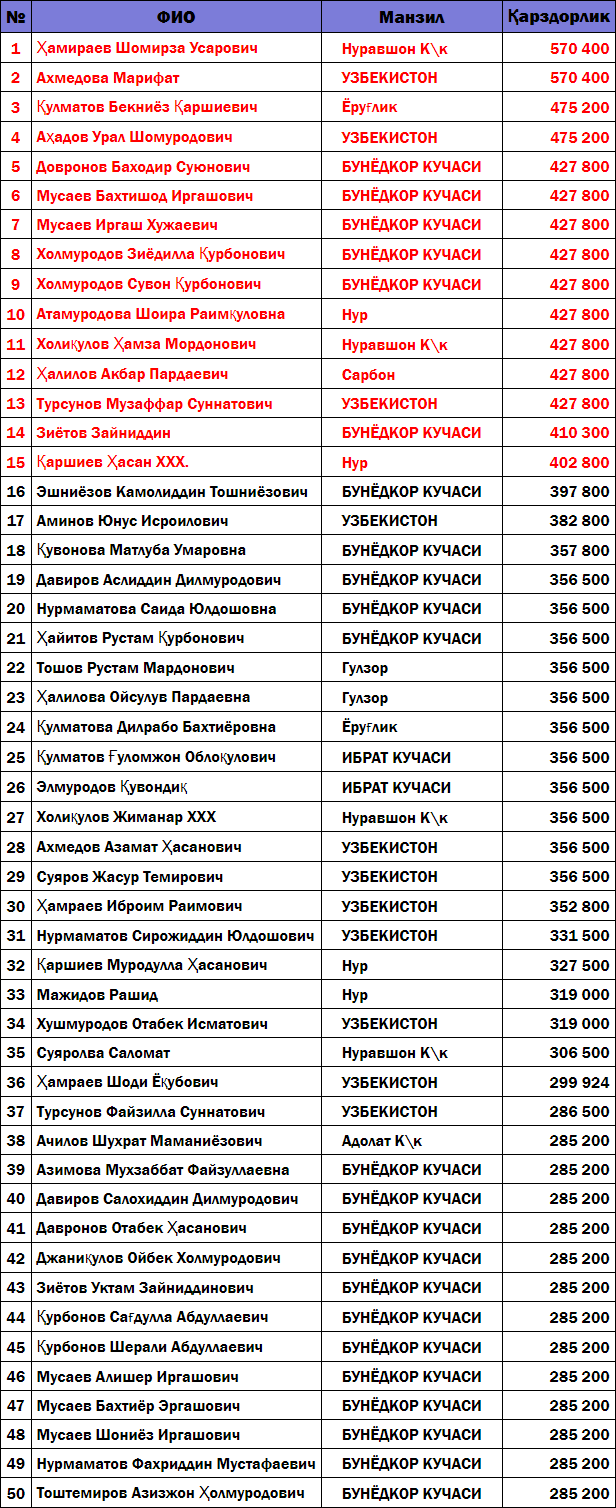 № ФИО Манзил Қарздорлик
1 Ҳамираев Шомирза Усарович Нуравшон К\к 570 400
2 Ахмедова Марифат УЗБЕКИСТОН 570 400
3 Қулматов Бекниёз Қаршиевич Ёруғлик 475 200
4 Аҳадов Урал Шомуродович УЗБЕКИСТОН 475 200
5 Довронов Баходир Суюнович БУНЁДКОР КУЧАСИ 427 800
6 Мусаев Бахтишод Иргашович БУНЁДКОР КУЧАСИ 427 800
7 Мусаев Иргаш Хужаевич БУНЁДКОР КУЧАСИ 427 800
8 Холмуродов Зиёдилла Қурбонович БУНЁДКОР КУЧАСИ 427 800
9 Холмуродов Сувон Қурбонович БУНЁДКОР КУЧАСИ 427 800
10 Атамуродова Шоира Раимқуловна Нур 427 800
11 Холиқулов Ҳамза Мордонович Нуравшон К\к 427 800
12 Ҳалилов Акбар Пардаевич Сарбон 427 800
13 Турсунов Музаффар Суннатович УЗБЕКИСТОН 427 800
14 Зиётов Зайниддин БУНЁДКОР КУЧАСИ 410 300
15 Қаршиев Ҳасан ХХХ. Нур 402 800
16 Эшниёзов Камолиддин Тошниёзович БУНЁДКОР КУЧАСИ 397 800
17 Аминов Юнус Исроилович УЗБЕКИСТОН 382 800
18 Қувонова Матлуба Умаровна БУНЁДКОР КУЧАСИ 357 800
19 Давиров Аслиддин Дилмуродович БУНЁДКОР КУЧАСИ 356 500
20 Нурмаматова Саида Юлдошовна БУНЁДКОР КУЧАСИ 356 500
21 Ҳайитов Рустам Қурбонович БУНЁДКОР КУЧАСИ 356 500
22 Тошов Рустам Мардонович Гулзор 356 500
23 Ҳалилова Ойсулув Пардаевна Гулзор 356 500
24 Қулматова Дилрабо Бахтиёровна Ёруғлик 356 500
25 Қулматов Ғуломжон Облоқулович ИБРАТ КУЧАСИ 356 500
26 Элмуродов Қувондиқ ИБРАТ КУЧАСИ 356 500
27 Холиқулов Жиманар ХХХ Нуравшон К\к 356 500
28 Ахмедов Азамат Ҳасанович УЗБЕКИСТОН 356 500
29 Суяров Жасур Темирович УЗБЕКИСТОН 356 500
30 Ҳамраев Иброим Раимович УЗБЕКИСТОН 352 800
31 Нурмаматов Сирожиддин Юлдошович УЗБЕКИСТОН 331 500
32 Қаршиев Муродулла Ҳасанович Нур 327 500
33 Мажидов Рашид Нур 319 000
34 Хушмуродов Отабек Исматович УЗБЕКИСТОН 319 000
35 Суяролва Саломат Нуравшон К\к 306 500
36 Ҳамраев Шоди Ёқубович УЗБЕКИСТОН 299 924
37 Турсунов Файзилла Суннатович УЗБЕКИСТОН 286 500
38 Ачилов Шухрат Маманиёзович Адолат К\к 285 200
39 Азимова Мухзаббат Файзуллаевна БУНЁДКОР КУЧАСИ 285 200
40 Давиров Салохиддин Дилмуродович БУНЁДКОР КУЧАСИ 285 200
41 Давронов Отабек Ҳасанович БУНЁДКОР КУЧАСИ 285 200
42 Джаниқулов Ойбек Холмуродович БУНЁДКОР КУЧАСИ 285 200
43 Зиётов Уктам Зайниддинович БУНЁДКОР КУЧАСИ 285 200
44 Қурбонов Сағдулла Абдуллаевич БУНЁДКОР КУЧАСИ 285 200
45 Қурбонов Шерали Абдуллаевич БУНЁДКОР КУЧАСИ 285 200
46 Мусаев Алишер Иргашович БУНЁДКОР КУЧАСИ 285 200
47 Мусаев Бахтиёр Эргашович БУНЁДКОР КУЧАСИ 285 200
48 Мусаев Шониёз Иргашович БУНЁДКОР КУЧАСИ 285 200
49 Нурмаматов Фахриддин Мустафаевич БУНЁДКОР КУЧАСИ 285 200
50 Тоштемиров Азизжон Ҳолмуродович БУНЁДКОР КУЧАСИ 285 200